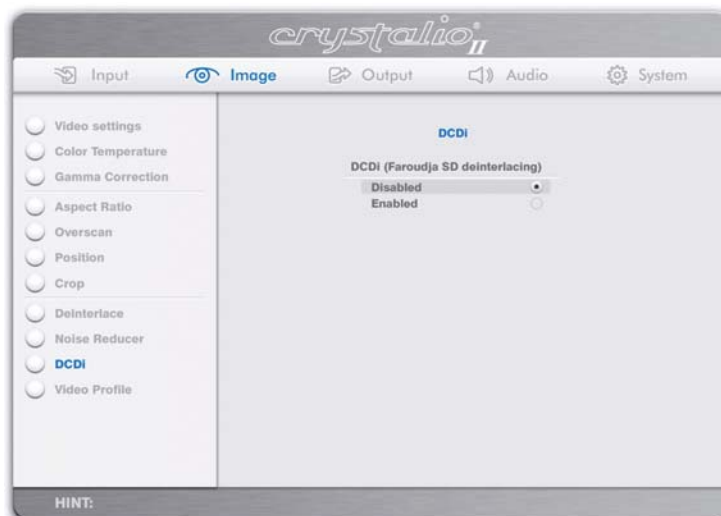 crystalio II
Input Image Output Audio System
Video settings
Color Temperature
Gamma Correction
Aspect Ratio
Overscan
Position
Crop
Deinterlace
Noise Reducer
DCDi
Video Profile
DCDi
DCDi (Faroudja SD deinterlacing)
Disabled
Enabled
HINT: